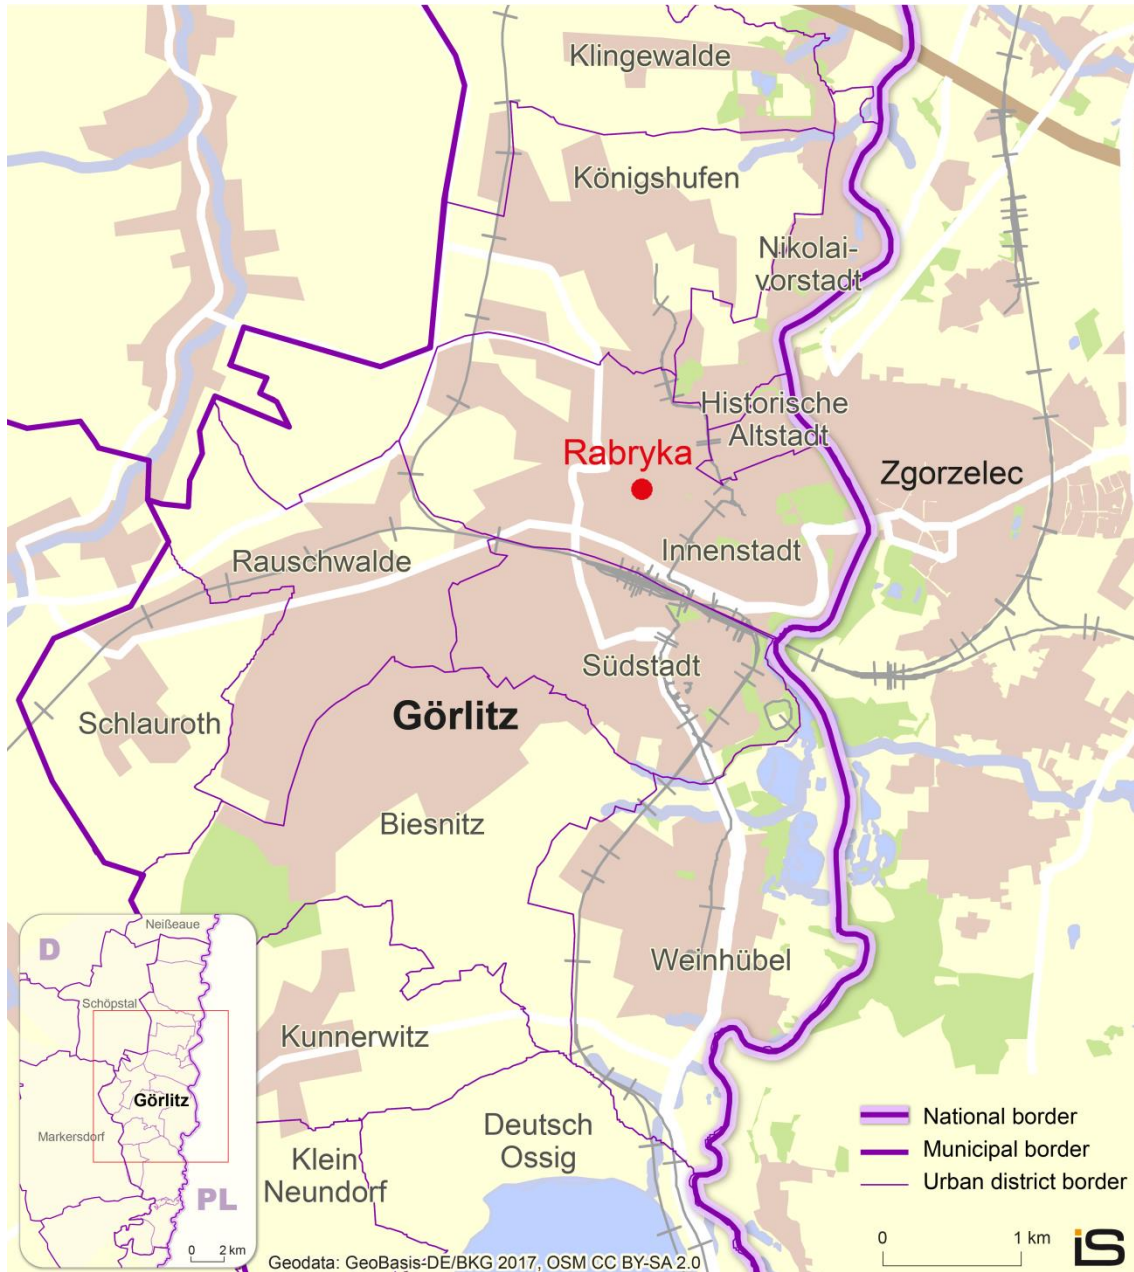 Klingewalde
Königshufen
Nikolai-
vorstadt
Historische
Altstadt
Rabryka
Zgorzelec
Innenstadt
Rauschwalde
Südstadt
Schlauroth
Görlitz
Biesnitz
Weinhübel
Kunnerwitz
Deutsch
Ossig
Klein
Neundorf
Neißeaue
D
Schöpstal
Görlitz
Markersdorf
PL
0 2 km
National border
Municipal border
Urban district border
0 1 km
iS
Geodata: GeoBasis-DE/BKG 2017, OSM CC BY-SA 2.0